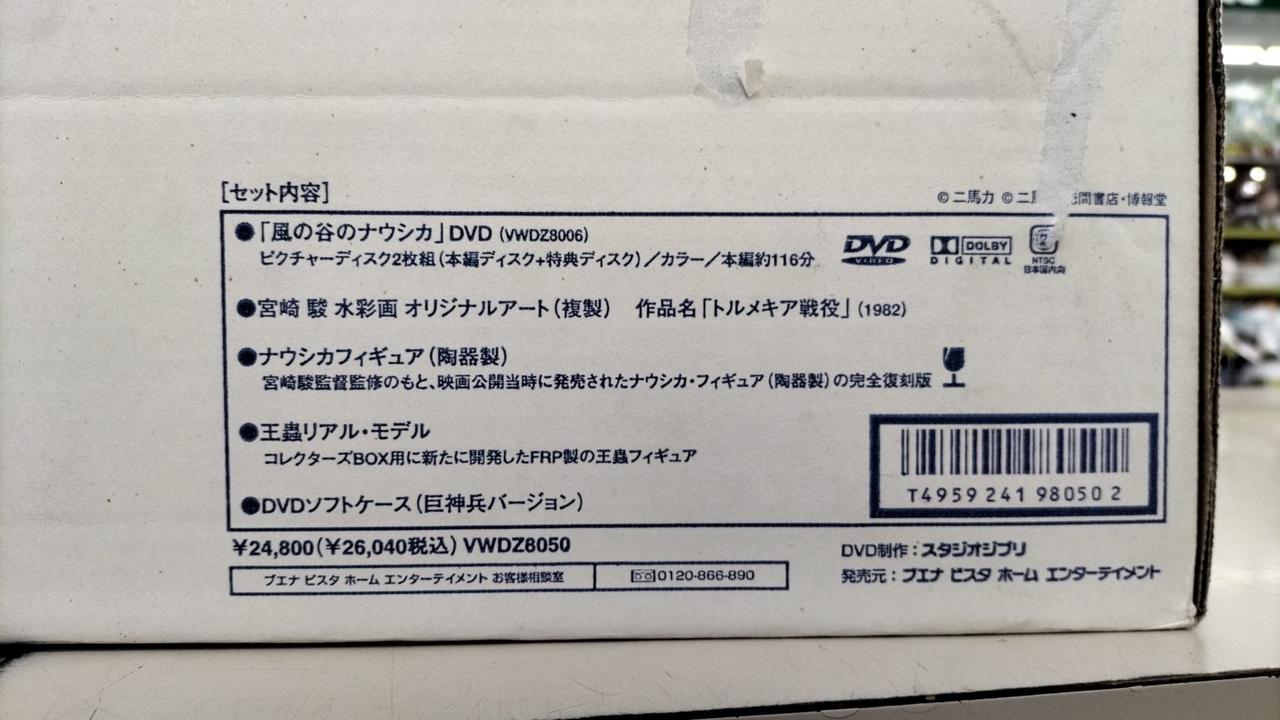 [セット内容]
©二馬力 ©二 間書店・博報堂
●「風の谷のナウシカ」DVD (VWDZ8006)
ピクチャーディスク2枚組(本編ディスク+特典ディスク)/カラー/本編約116分
DVD VIDEO
DOLBY DIGITAL
NTSC
日本国内向
●宮崎 駿 水彩画 オリジナルアート(複製) 作品名「トルメキア戦役」(1982)
●ナウシカフィギュア(陶器製)
宮崎駿監督監修のもと、映画公開当時に発売されたナウシカ・フィギュア(陶器製)の完全復刻版
●王蟲リアル・モデル
コレクターズBOX用に新たに開発したFRP製の王蟲フィギュア
●DVDソフトケース(巨神兵バージョン)
T4959 241 98050 2
¥24,800(¥26,040税込) VWDZ8050
ブエナ ビスタ ホーム エンターテイメント お客様相談室
0120-866-890
DVD制作:スタジオジブリ
発売元:ブエナ ビスタ ホーム エンターテイメント